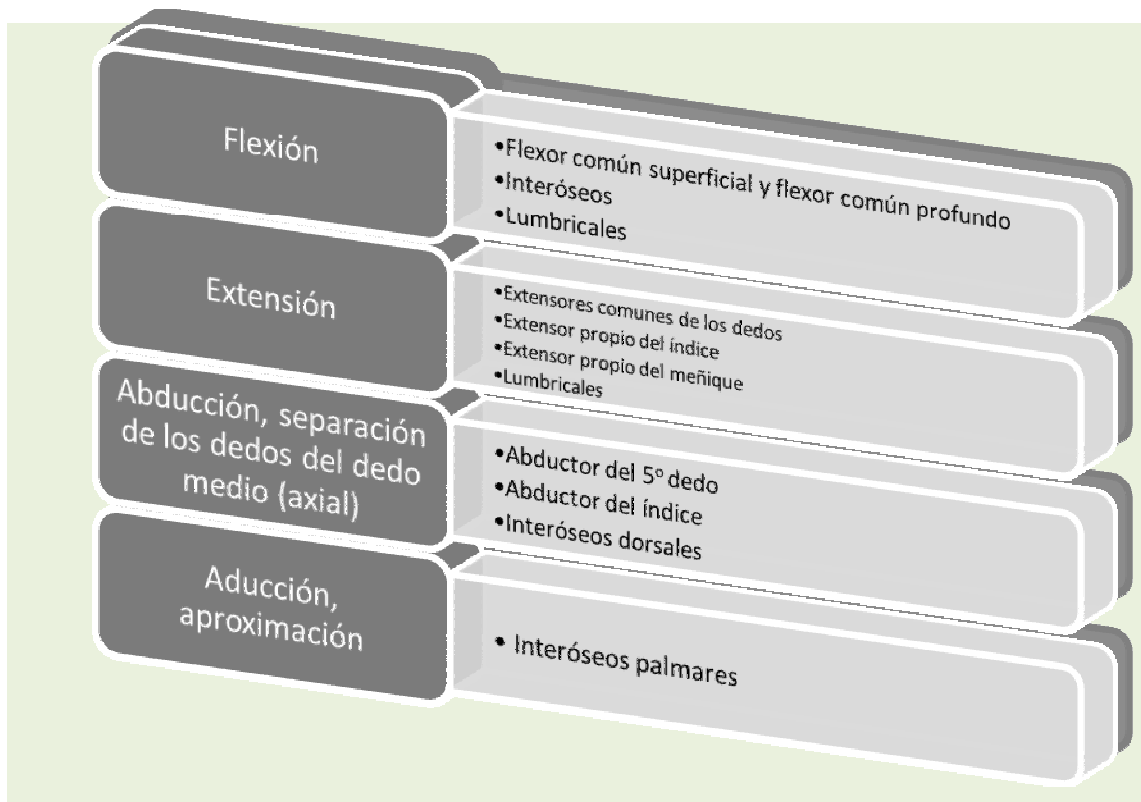 Flexión
•Flexor común superficial y flexor común profundo
•Interóseos
•Lumbricales
Extensión
•Extensores comunes de los dedos
•Extensor propio del índice
•Extensor propio del meñique
•Lumbricales
Abducción, separación
de los dedos del dedo
medio (axial)
•Abductor del 5º dedo
•Abductor del índice
•Interóseos dorsales
Aducción,
aproximación
• Interóseos palmares